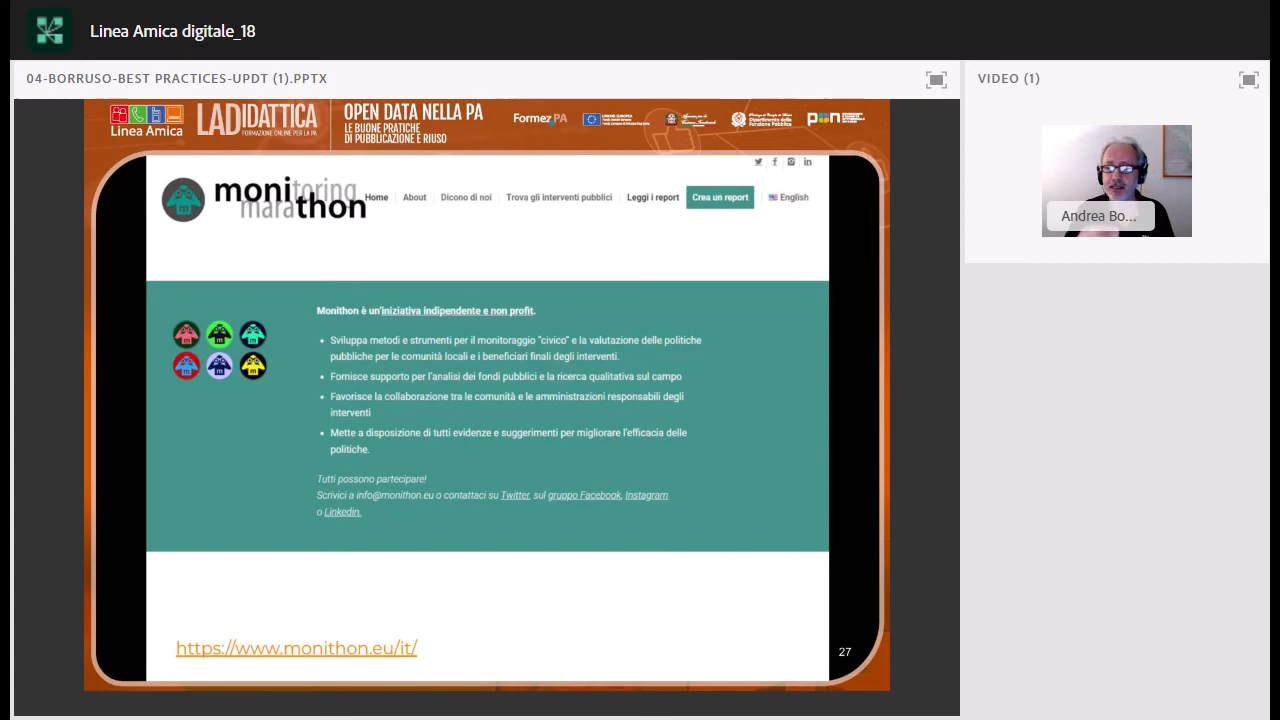 Linea Amica digitale_18
04-BORRUSO-BEST PRACTICES-UPDT (1).PPTX
VIDEO (1)
Linea Amica
LADIDATTICA
FORMAZIONE ONLINE PER LA PA
OPEN DATA NELLA PA
LE BUONE PRATICHE
DI PUBBLICAZIONE E RIUSO
FormezPA
UNIONE EUROPEA
Dipartimento della
Funzione Pubblica
monitoring
marathon
Home
About
Dicono di noi
Trova gli interventi pubblici
Leggi i report
Crea un report
English
Monithon è un'iniziativa indipendente e non profit.
• Sviluppa metodi e strumenti per il monitoraggio "civico" e la valutazione delle politiche
pubbliche per le comunità locali e i beneficiari finali degli interventi.
• Fornisce supporto per l'analisi dei fondi pubblici e la ricerca qualitativa sul campo
• Favorisce la collaborazione tra le comunità e le amministrazioni responsabili degli
interventi
• Mette a disposizione di tutti evidenze e suggerimenti per migliorare l'efficacia delle
politiche.
Tutti possono partecipare!
Scrivici a info@monithon.eu o contattaci su Twitter, sul gruppo Facebook, Instagram
o Linkedin.
https://www.monithon.eu/it/
27
Andrea Bo...